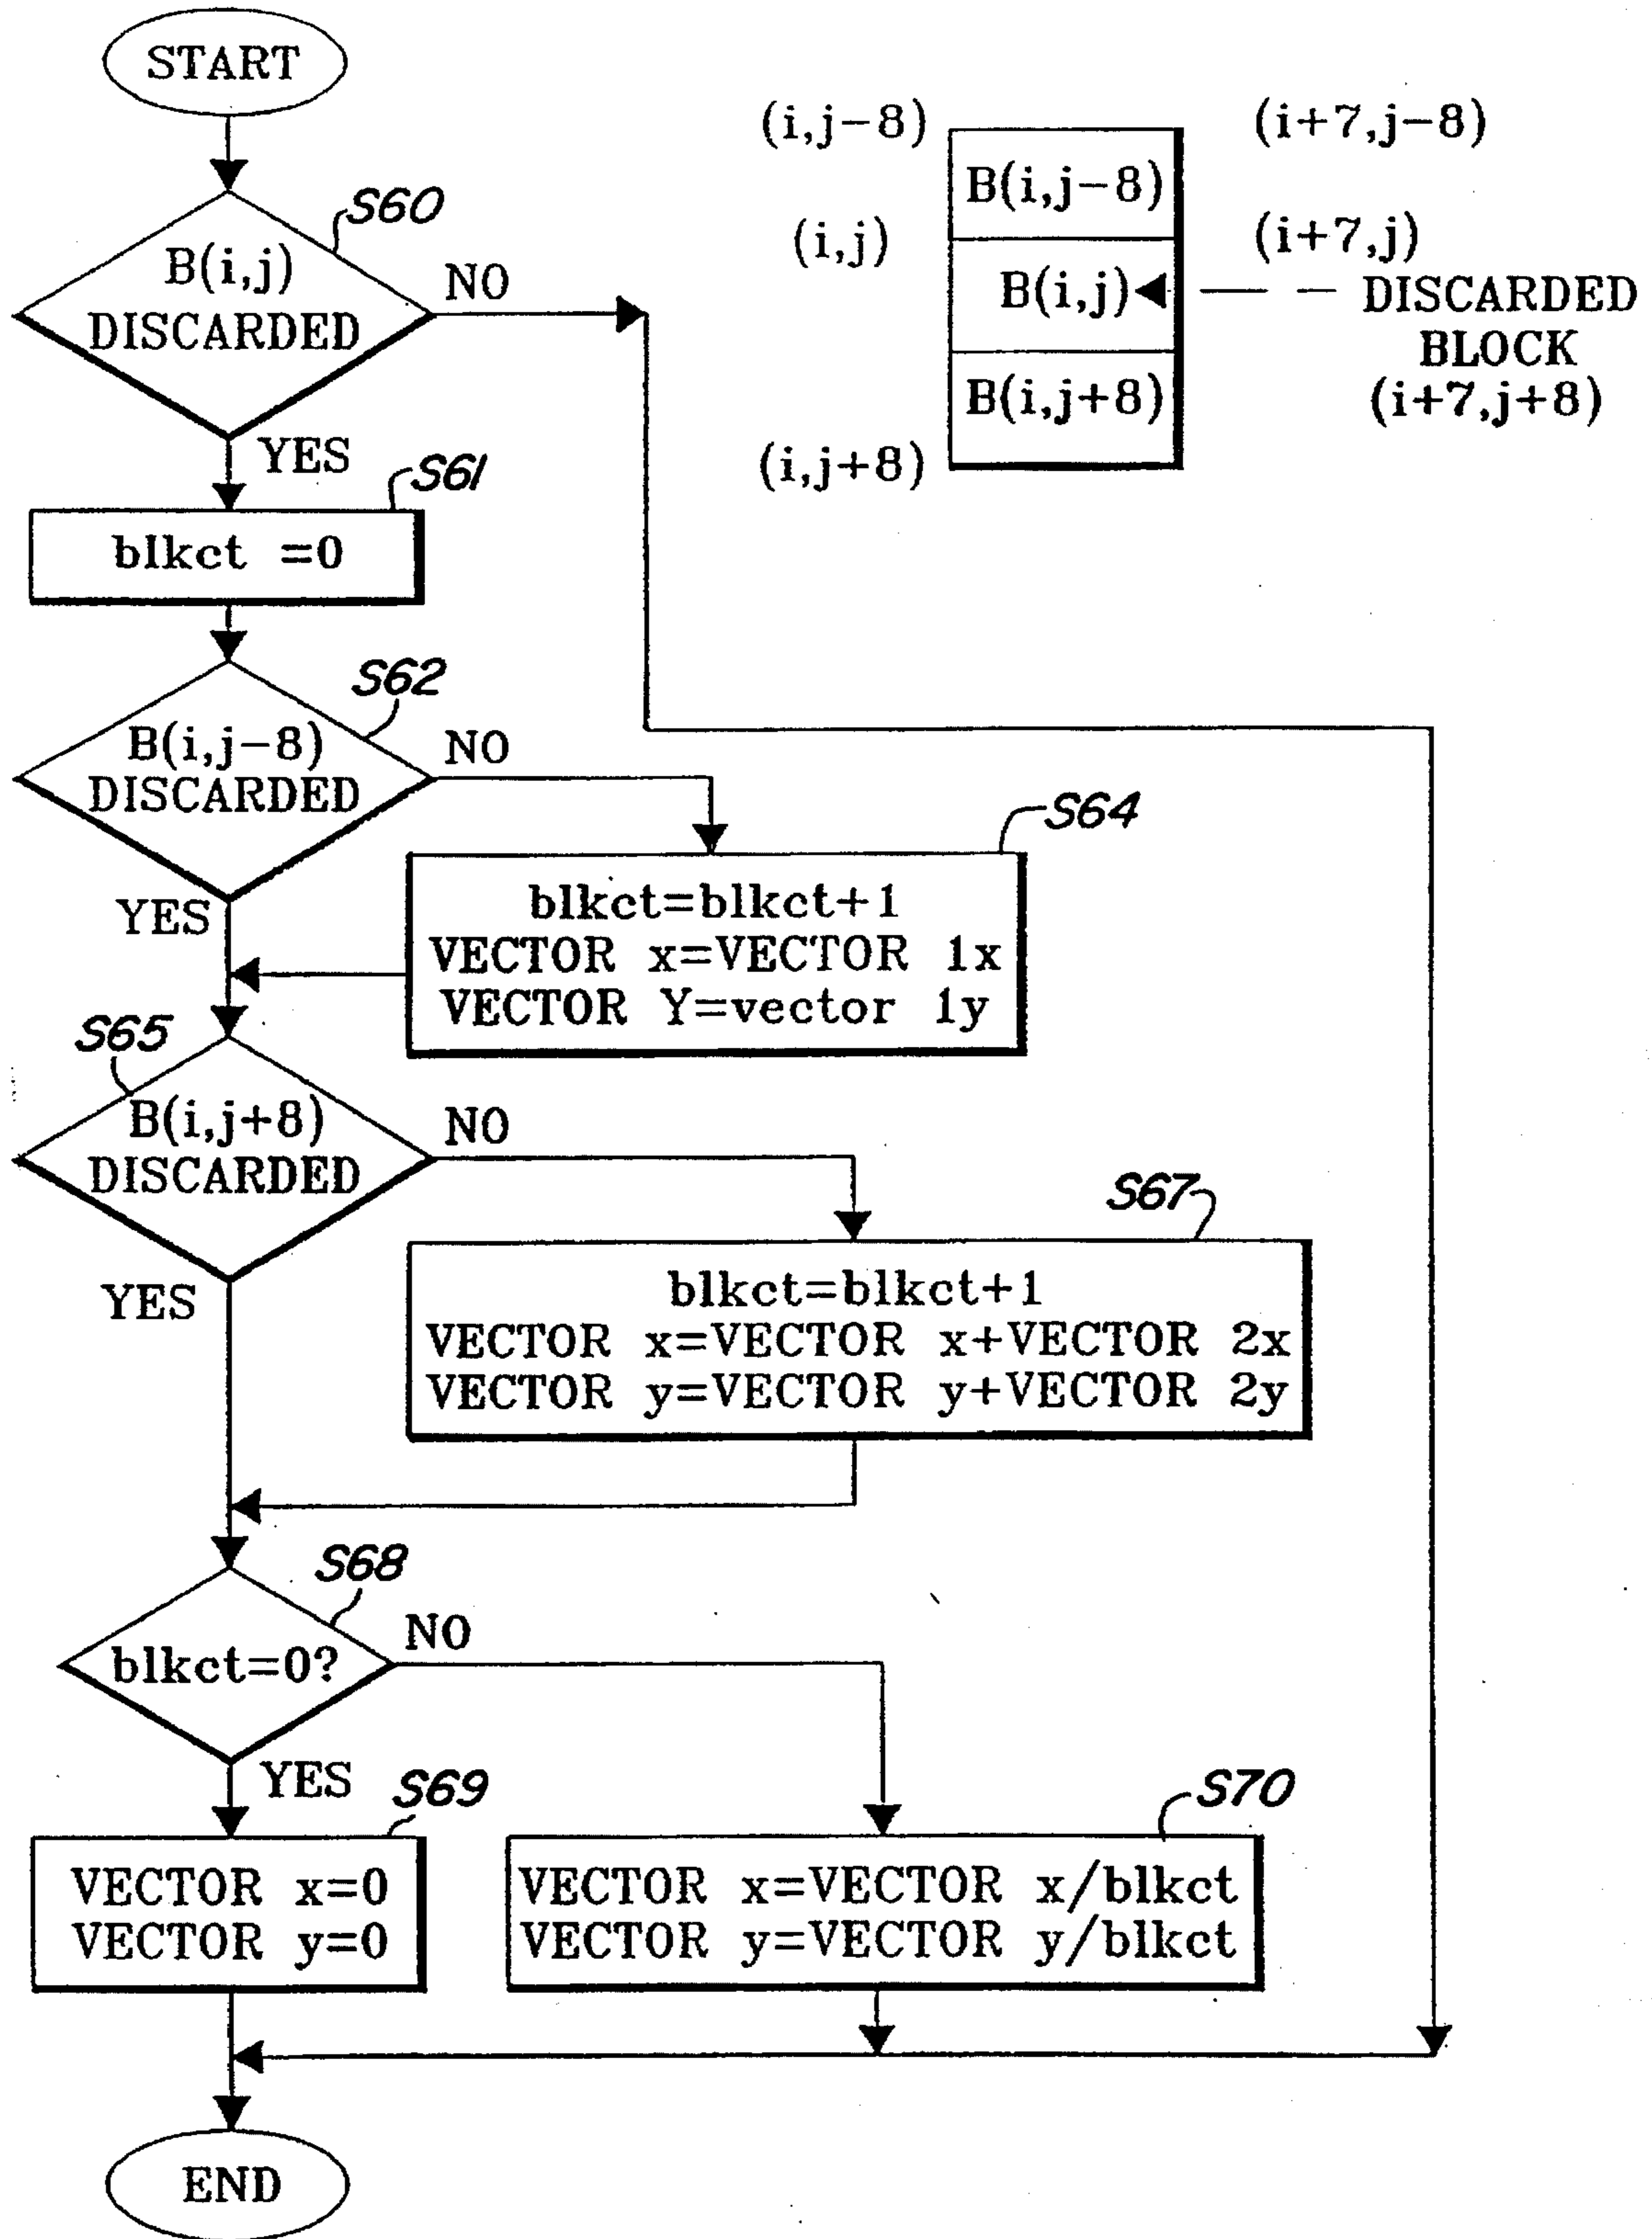 START
(i,j-8)
(i+7,j-8)
B(i,j-8)
S60
(i,j)
(i+7,j)
B(i,j)
DISCARDED
NO
B(i,j)
DISCARDED
BLOCK
(i+7,j+8)
B(i,j+8)
(i,j+8)
YES
S61
blkct =0
S62
B(i,j-8)
DISCARDED
NO
S64
YES
blkct=blkct+1
VECTOR x=VECTOR 1x
VECTOR Y=vector 1y
S65
B(i,j+8)
DISCARDED
NO
S67
YES
blkct=blkct+1
VECTOR x=VECTOR x+VECTOR 2x
VECTOR y=VECTOR y+VECTOR 2y
S68
NO
blkct=0?
YES
S69
S70
VECTOR x=0
VECTOR y=0
VECTOR x=VECTOR x/blkct
VECTOR y=VECTOR y/blkct
END